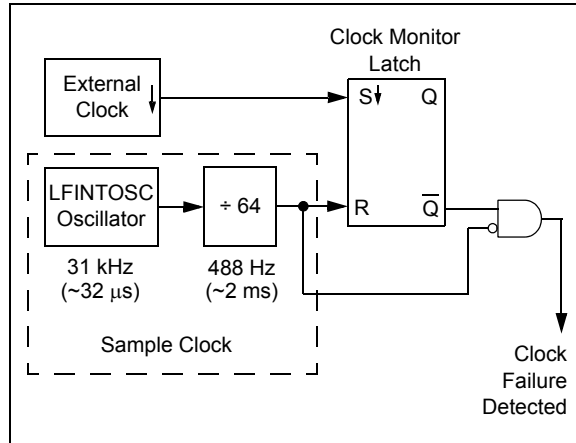 Clock Monitor
Latch
External
Clock
S
Q
LFINTOSC
Oscillator
÷ 64
R
Q̅
31 kHz
(~32 μs)
488 Hz
(~2 ms)
Sample Clock
Clock
Failure
Detected